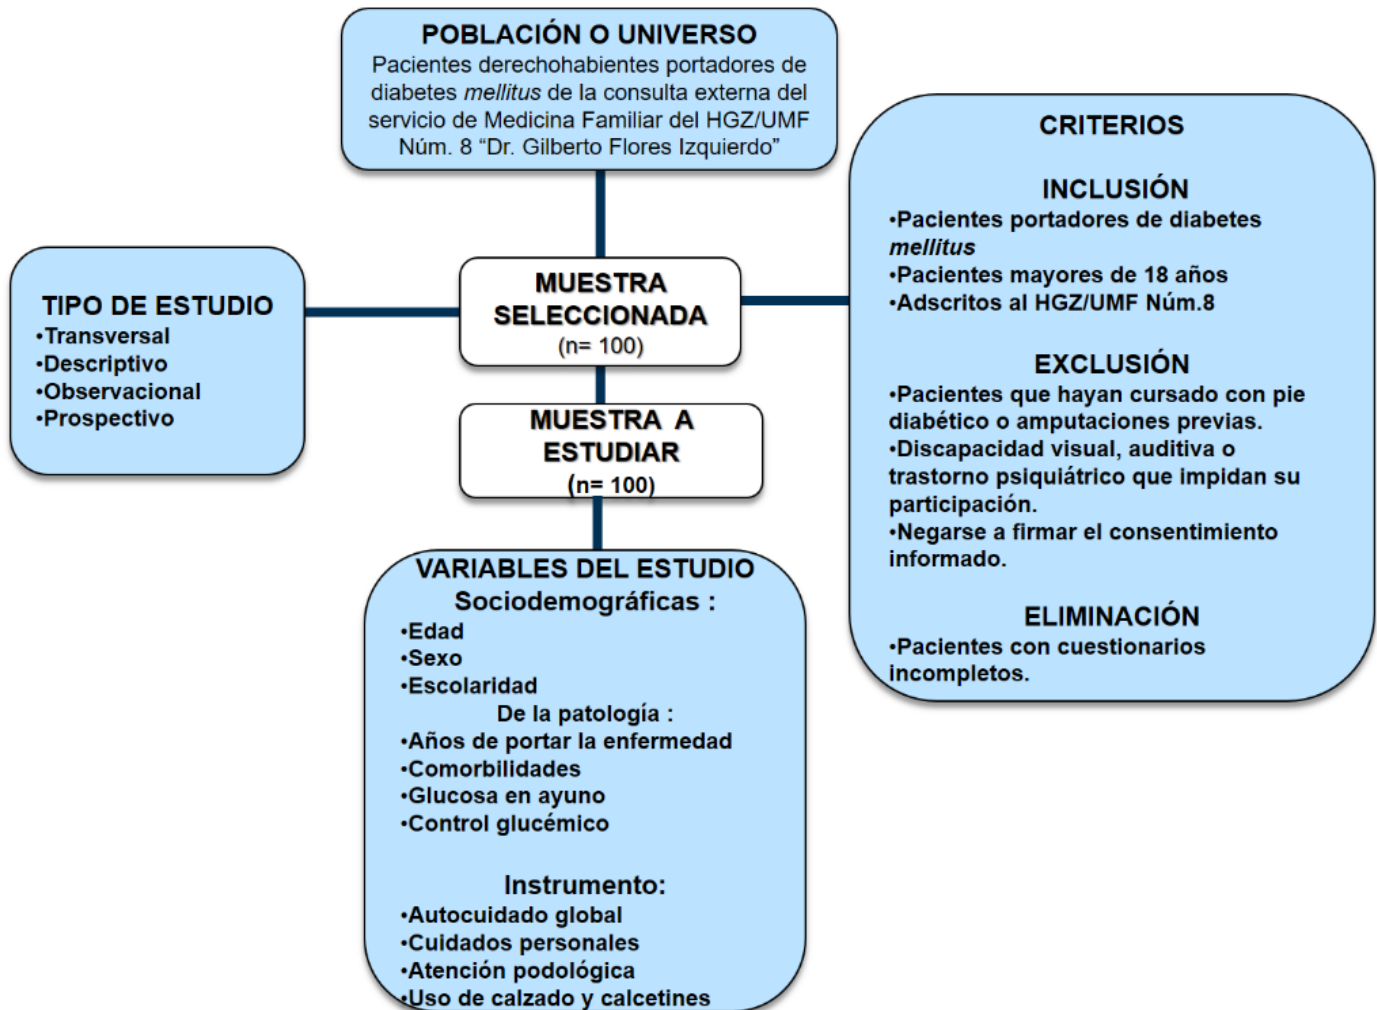 POBLACIÓN O UNIVERSO
Pacientes derechohabientes portadores de
diabetes mellitus de la consulta externa del
servicio de Medicina Familiar del HGZ/UMF
Núm. 8 “Dr. Gilberto Flores Izquierdo”
TIPO DE ESTUDIO
•Transversal
•Descriptivo
•Observacional
•Prospectivo
MUESTRA
SELECCIONADA
(n= 100)
MUESTRA A
ESTUDIAR
(n= 100)
CRITERIOS
INCLUSIÓN
•Pacientes portadores de diabetes
mellitus
•Pacientes mayores de 18 años
•Adscritos al HGZ/UMF Núm.8
EXCLUSIÓN
•Pacientes que hayan cursado con pie
diabético o amputaciones previas.
•Discapacidad visual, auditiva o
trastorno psiquiátrico que impidan su
participación.
•Negarse a firmar el consentimiento
informado.
ELIMINACIÓN
•Pacientes con cuestionarios
incompletos.
VARIABLES DEL ESTUDIO
Sociodemográficas :
•Edad
•Sexo
•Escolaridad
De la patología :
•Años de portar la enfermedad
•Comorbilidades
•Glucosa en ayuno
•Control glucémico
Instrumento:
•Autocuidado global
•Cuidados personales
•Atención podológica
•Uso de calzado y calcetines